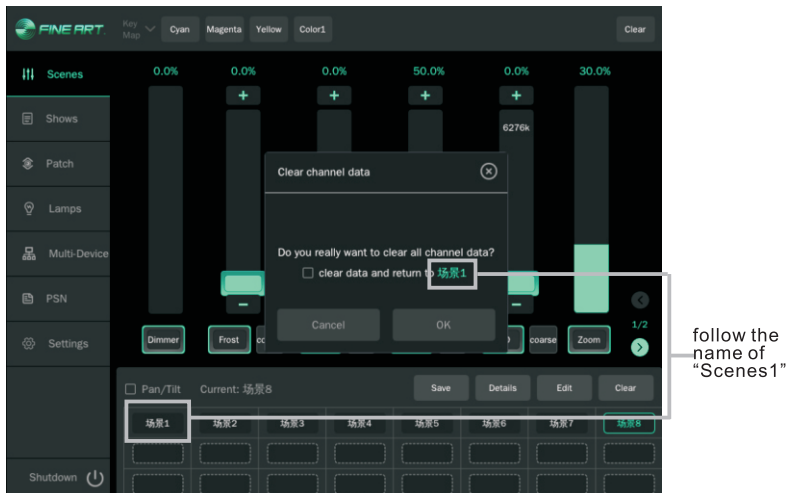 FINE ART.
Key
Map
Cyan
Magenta
Yellow
Color1
Clear
Scenes
Shows
Patch
Lamps
Multi-Device
PSN
Settings
Shutdown
0.0%
0.0%
0.0%
50.0%
0.0%
30.0%
+
+
+
+
6276k
Clear channel data
Do you really want to clear all channel data?
clear data and return to 场景1
Cancel
OK
−
−
1/2
Dimmer
Frost
co
coarse
Zoom
Pan/Tilt
Current: 场景8
Save
Details
Edit
Clear
场景1
场景2
场景3
场景4
场景5
场景6
场景7
场景8
follow the
name of
“Scenes1”